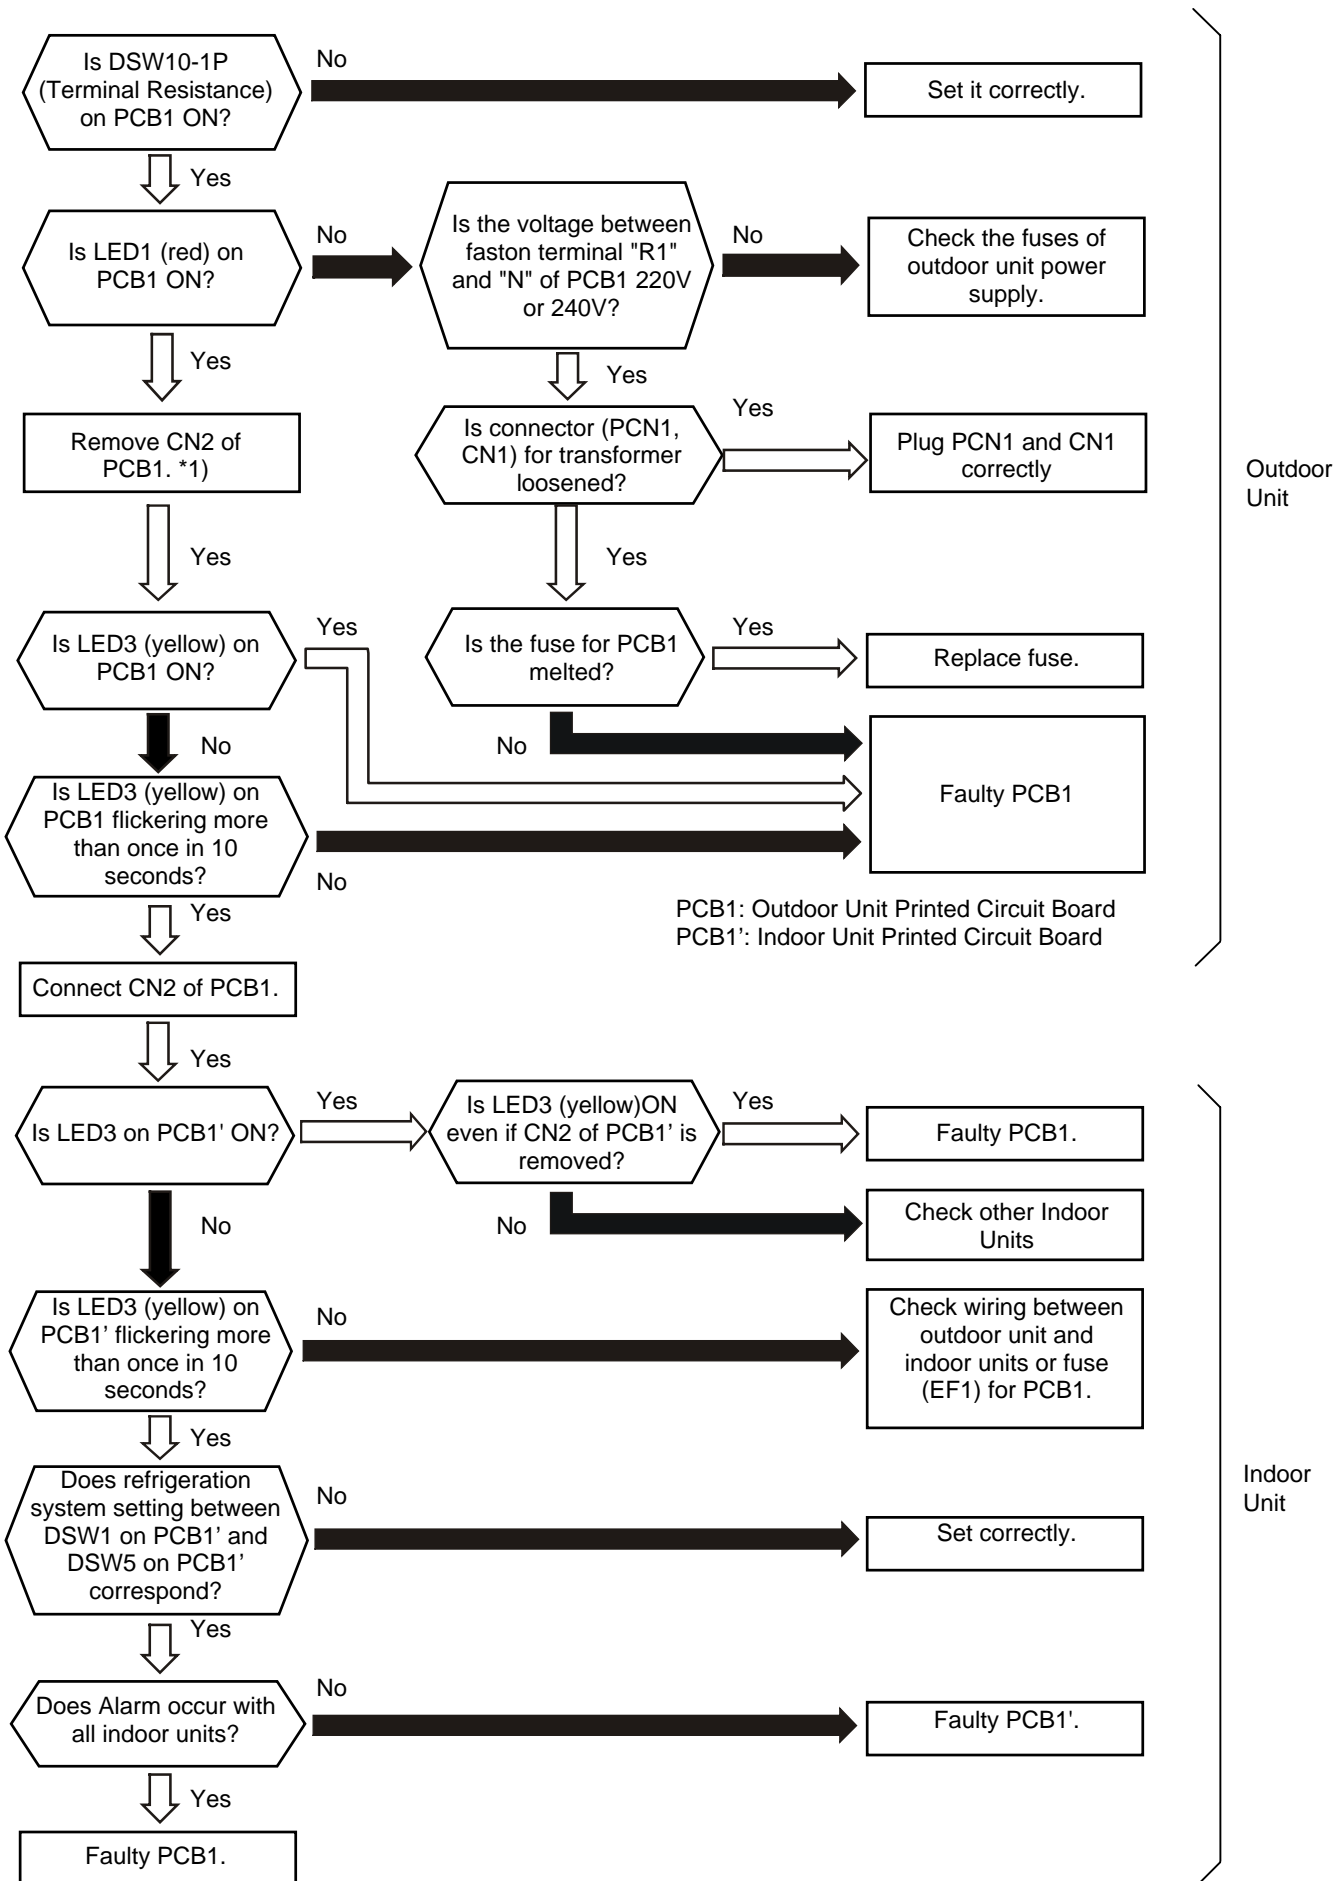 Is DSW10-1P
(Terminal Resistance)
on PCB1 ON?
No
Set it correctly.
Yes
Is LED1 (red) on
PCB1 ON?
No
Is the voltage between
faston terminal "R1"
and "N" of PCB1 220V
or 240V?
No
Check the fuses of
outdoor unit power
supply.
Yes
Yes
Remove CN2 of
PCB1. *1)
Is connector (PCN1,
CN1) for transformer
loosened?
Yes
Plug PCN1 and CN1
correctly
Outdoor
Unit
Yes
Yes
Is LED3 (yellow) on
PCB1 ON?
Yes
Is the fuse for PCB1
melted?
Yes
Replace fuse.
No
No
Faulty PCB1
Is LED3 (yellow) on
PCB1 flickering more
than once in 10
seconds?
No
Yes
PCB1: Outdoor Unit Printed Circuit Board
PCB1’: Indoor Unit Printed Circuit Board
Connect CN2 of PCB1.
Yes
Is LED3 on PCB1' ON?
Yes
Is LED3 (yellow)ON
even if CN2 of PCB1’ is
removed?
Yes
Faulty PCB1.
No
No
Check other Indoor
Units
Is LED3 (yellow) on
PCB1’ flickering more
than once in 10
seconds?
No
Check wiring between
outdoor unit and
indoor units or fuse
(EF1) for PCB1.
Yes
Does refrigeration
system setting between
DSW1 on PCB1’ and
DSW5 on PCB1’
correspond?
No
Set correctly.
Indoor
Unit
Yes
Does Alarm occur with
all indoor units?
No
Faulty PCB1'.
Yes
Faulty PCB1.